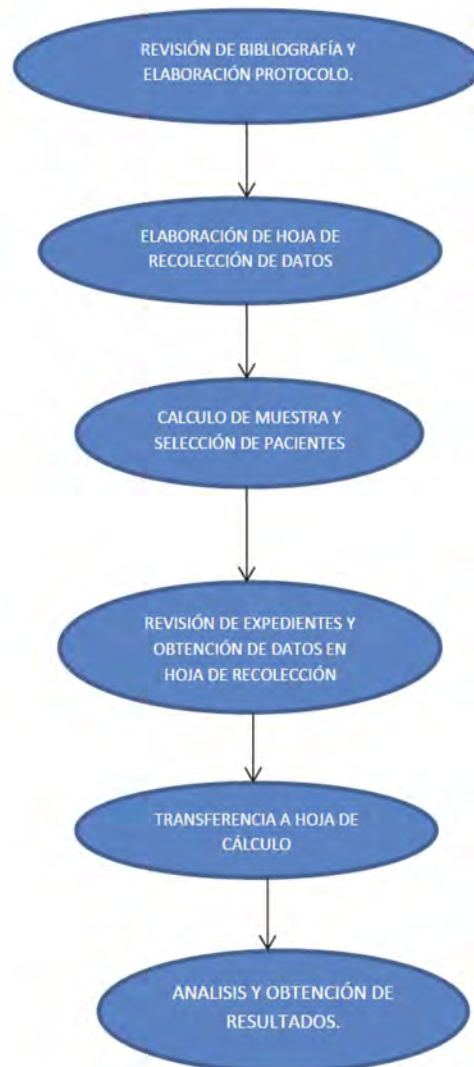 REVISIÓN DE BIBLIOGRAFÍA Y
ELABORACIÓN PROTOCOLO.
ELABORACIÓN DE HOJA DE
RECOLECCIÓN DE DATOS
CALCULO DE MUESTRA Y
SELECCIÓN DE PACIENTES
REVISIÓN DE EXPEDIENTES Y
OBTENCIÓN DE DATOS EN
HOJA DE RECOLECCIÓN
TRANSFERENCIA A HOJA DE
CÁLCULO
ANALISIS Y OBTENCIÓN DE
RESULTADOS.